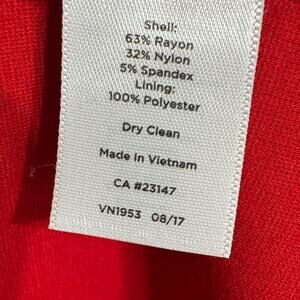 Shell:
63% Rayon
32% Nylon
5% Spandex
Lining:
100% Polyester
Dry Clean
Made In Vietnam
CA #23147
VN1953 08/17